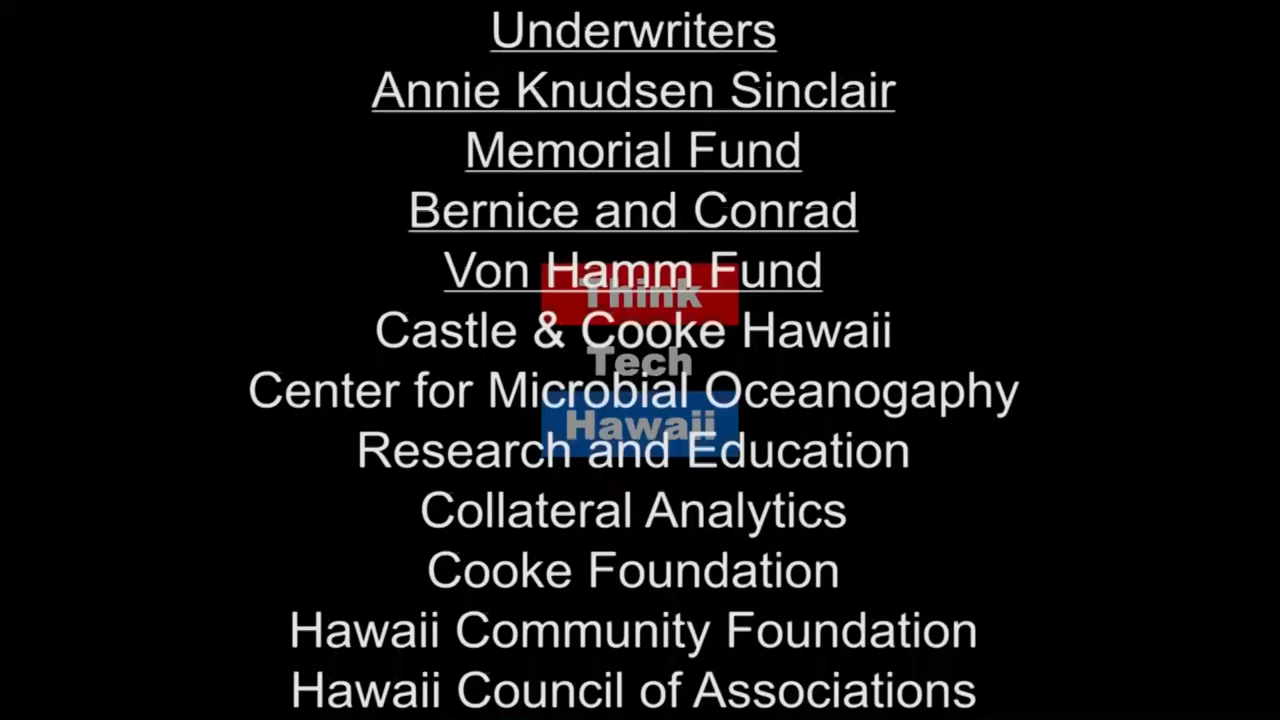 Underwriters
Annie Knudsen Sinclair
Memorial Fund
Bernice and Conrad
Von Hamm Fund
Think
Castle & Cooke Hawaii
Tech
Center for Microbial Oceanogaphy
Hawaii
Research and Education
Collateral Analytics
Cooke Foundation
Hawaii Community Foundation
Hawaii Council of Associations